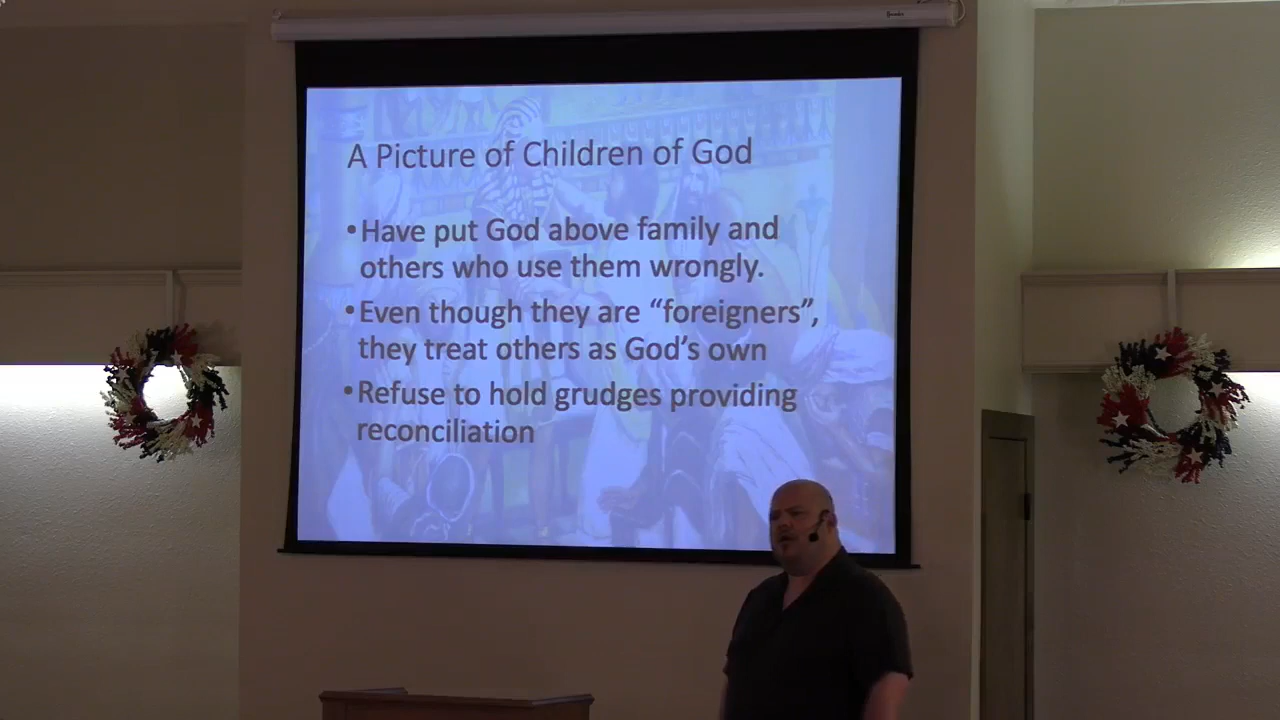 A Picture of Children of God
•Have put God above family and
others who use them wrongly.
•Even though they are “foreigners”,
they treat others as God’s own
•Refuse to hold grudges providing
reconciliation